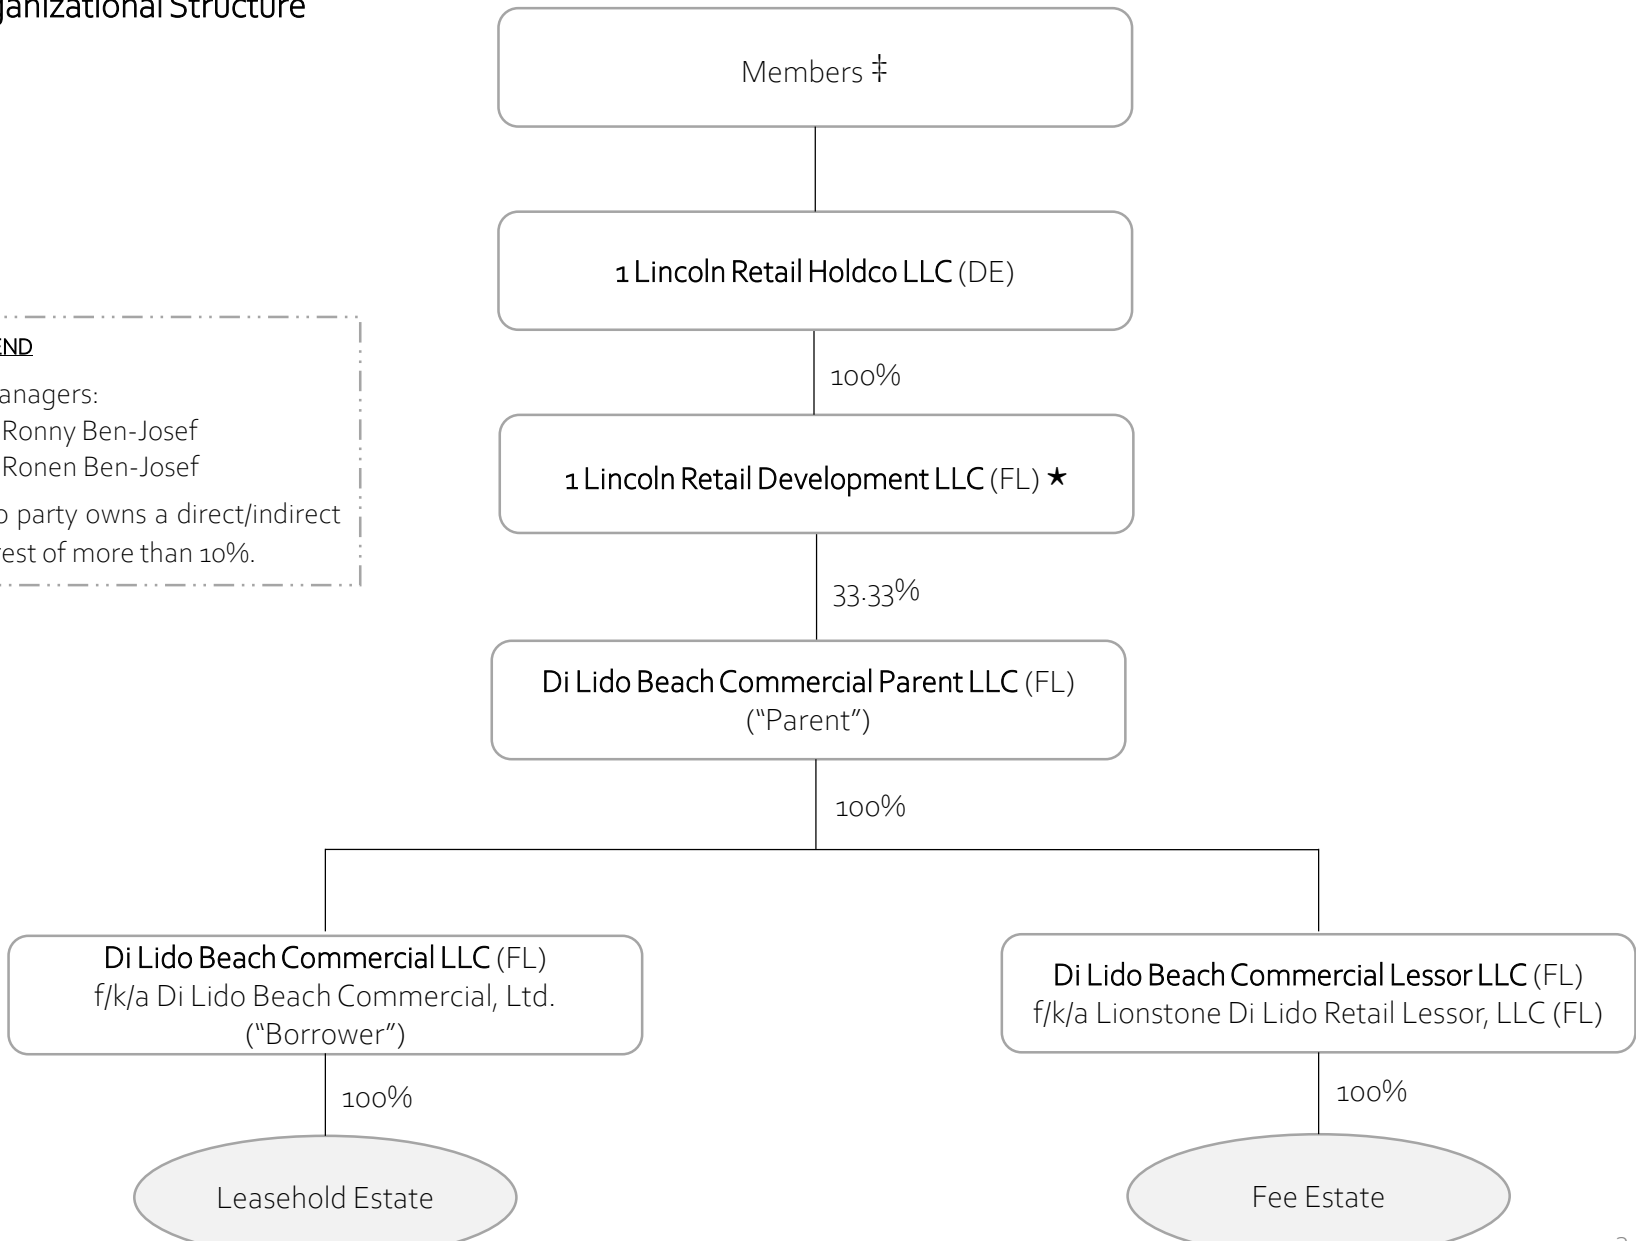 ganizational Structure
Members ‡
1 Lincoln Retail Holdco LLC (DE)
END
anagers:
Ronny Ben-Josef
Ronen Ben-Josef
party owns a direct/indirect
rest of more than 10%.
100%
1 Lincoln Retail Development LLC (FL) ★
33.33%
Di Lido Beach Commercial Parent LLC (FL)
(“Parent”)
100%
Di Lido Beach Commercial LLC (FL)
f/k/a Di Lido Beach Commercial, Ltd.
(“Borrower”)
Di Lido Beach Commercial Lessor LLC (FL)
f/k/a Lionstone Di Lido Retail Lessor, LLC (FL)
100%
100%
Leasehold Estate
Fee Estate